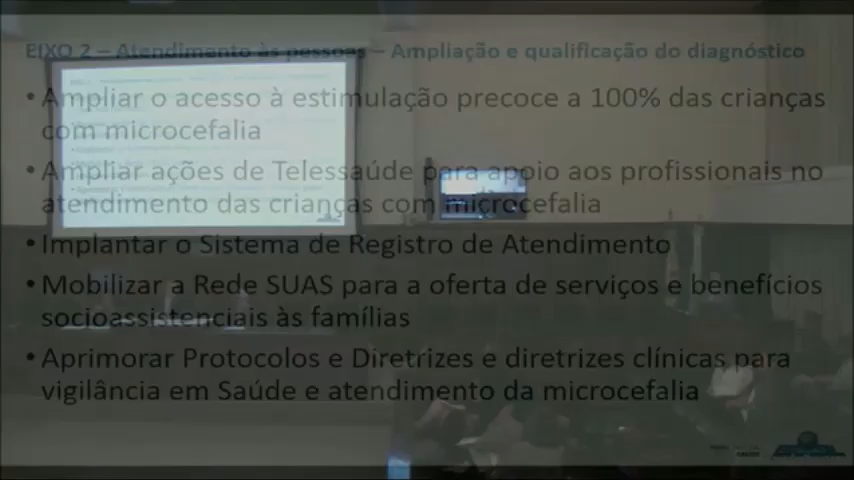 EIXO 2 – Atendimento às pessoas – Ampliação e qualificação do diagnóstico
• Ampliar o acesso à estimulação precoce a 100% das crianças
com microcefalia
• Ampliar ações de Telessaúde para apoio aos profissionais no
atendimento das crianças com microcefalia
• Implantar o Sistema de Registro de Atendimento
• Mobilizar a Rede SUAS para a oferta de serviços e benefícios
socioassistenciais às famílias
• Aprimorar Protocolos e Diretrizes e diretrizes clínicas para
vigilância em Saúde e atendimento da microcefalia